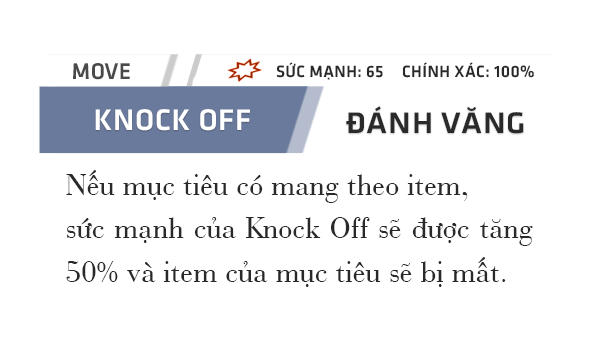 MOVE SỨC MẠNH: 65 CHÍNH XÁC: 100%
KNOCK OFF ĐÁNH VĂNG
Nếu mục tiêu có mang theo item,
sức mạnh của Knock Off sẽ được tăng
50% và item của mục tiêu sẽ bị mất.